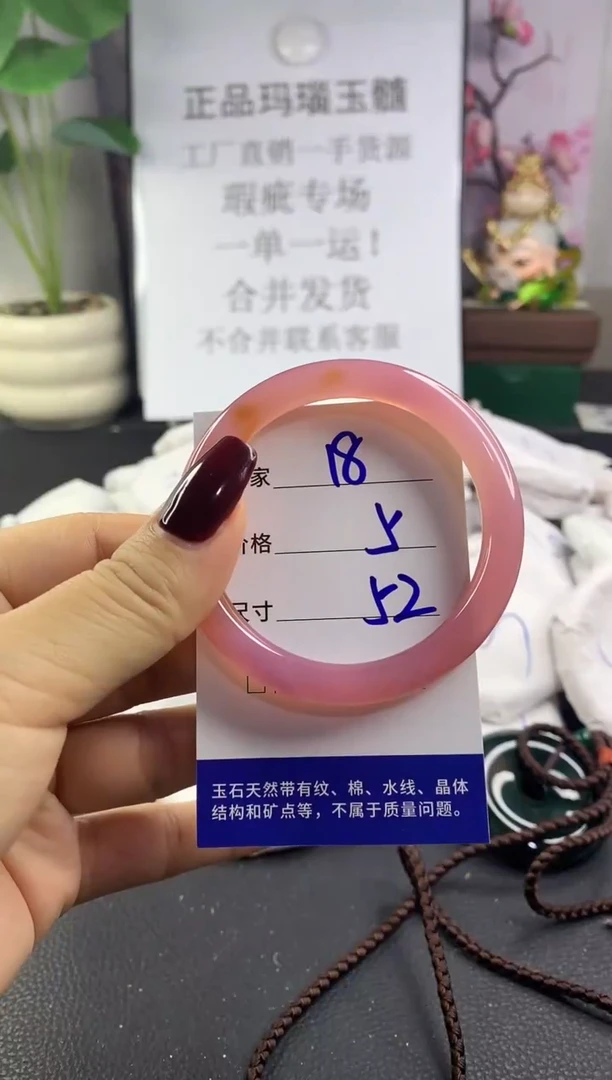 正品玛瑙玉髓
工厂直销一手货源
瑕疵专场
一单一运！
合并发货
不合并联系客服
家 18
价格 5
尺寸 52
玉石天然带有纹、棉、水线、晶体
结构和矿点等，不属于质量问题。